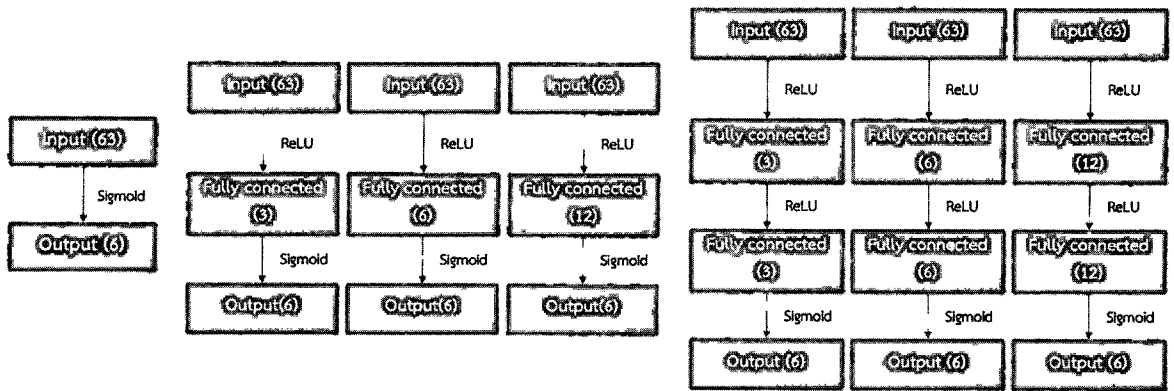 Input (63)
Sigmoid
Output (6)
Input (63)
ReLU
Fully connected
(3)
Sigmoid
Output(6)
Input (63)
ReLU
Fully connected
(6)
Sigmoid
Output(6)
Input (63)
ReLU
Fully connected
(12)
Sigmoid
Output(6)
Input (63)
ReLU
Fully connected
(3)
ReLU
Fully connected
(3)
Sigmoid
Output (6)
Input (63)
ReLU
Fully connected
(6)
ReLU
Fully connected
(6)
Sigmoid
Output (6)
Input (63)
ReLU
Fully connected
(12)
ReLU
Fully connected
(12)
Sigmoid
Output (6)